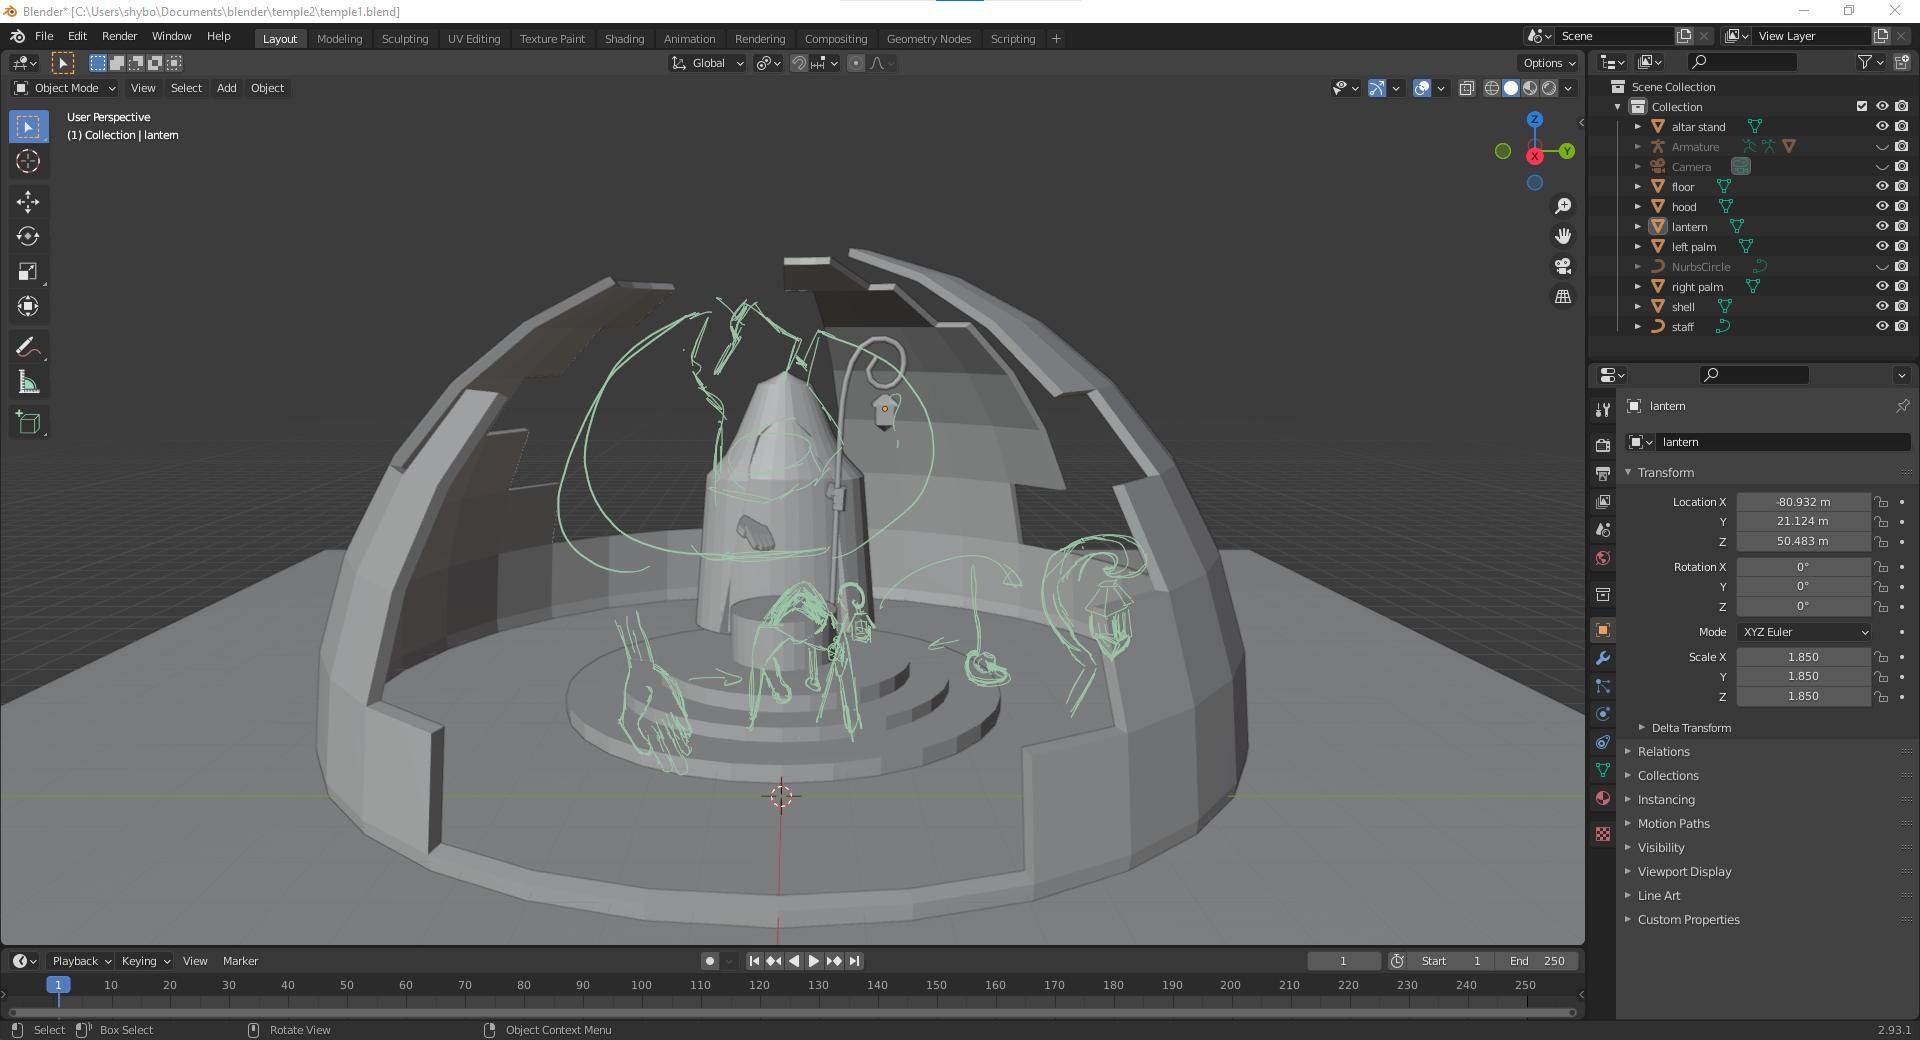 Blender* [C:\Users\shybo\Documents\blender\temple2\temple1.blend]
File Edit Render Window Help Layout Modeling Sculpting UV Editing Texture Paint Shading Animation Rendering Compositing Geometry Nodes Scripting + Scene View Layer
Global Options
Object Mode View Select Add Object
User Perspective
(1) Collection | lantern
Z
Y
X
Scene Collection
Collection
altar stand
Armature
Camera
floor
hood
lantern
left palm
NurbsCircle
right palm
shell
staff
lantern
lantern
Transform
Location X -80.932 m
Y 21.124 m
Z 50.483 m
Rotation X 0°
Y 0°
Z 0°
Mode XYZ Euler
Scale X 1.850
Y 1.850
Z 1.850
Delta Transform
Relations
Collections
Instancing
Motion Paths
Visibility
Viewport Display
Line Art
Custom Properties
Playback Keying View Marker 1 Start 1 End 250
1 10 20 30 40 50 60 70 80 90 100 110 120 130 140 150 160 170 180 190 200 210 220 230 240 250
Select Box Select Rotate View Object Context Menu 2.93.1